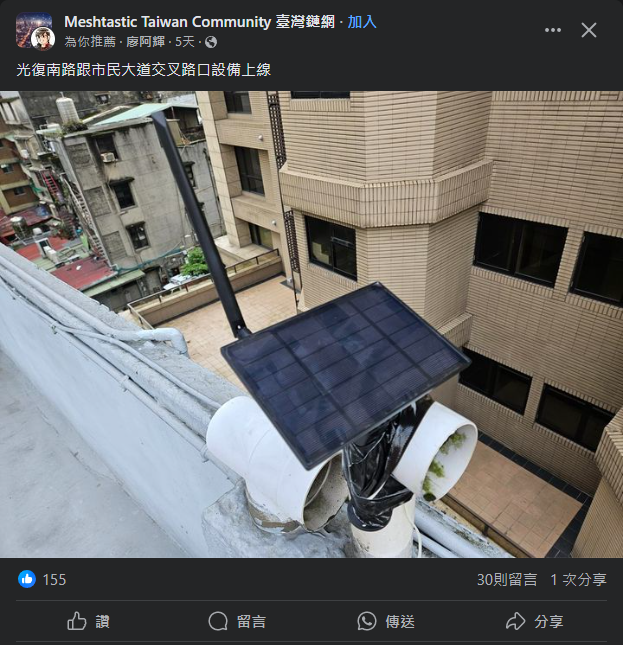 Meshtastic Taiwan Community 臺灣鏈網 · 加入
為你推薦 · 廖阿輝 · 5天 ·
光復南路跟市民大道交叉路口設備上線
155
30則留言 1 次分享
讚 留言 傳送 分享